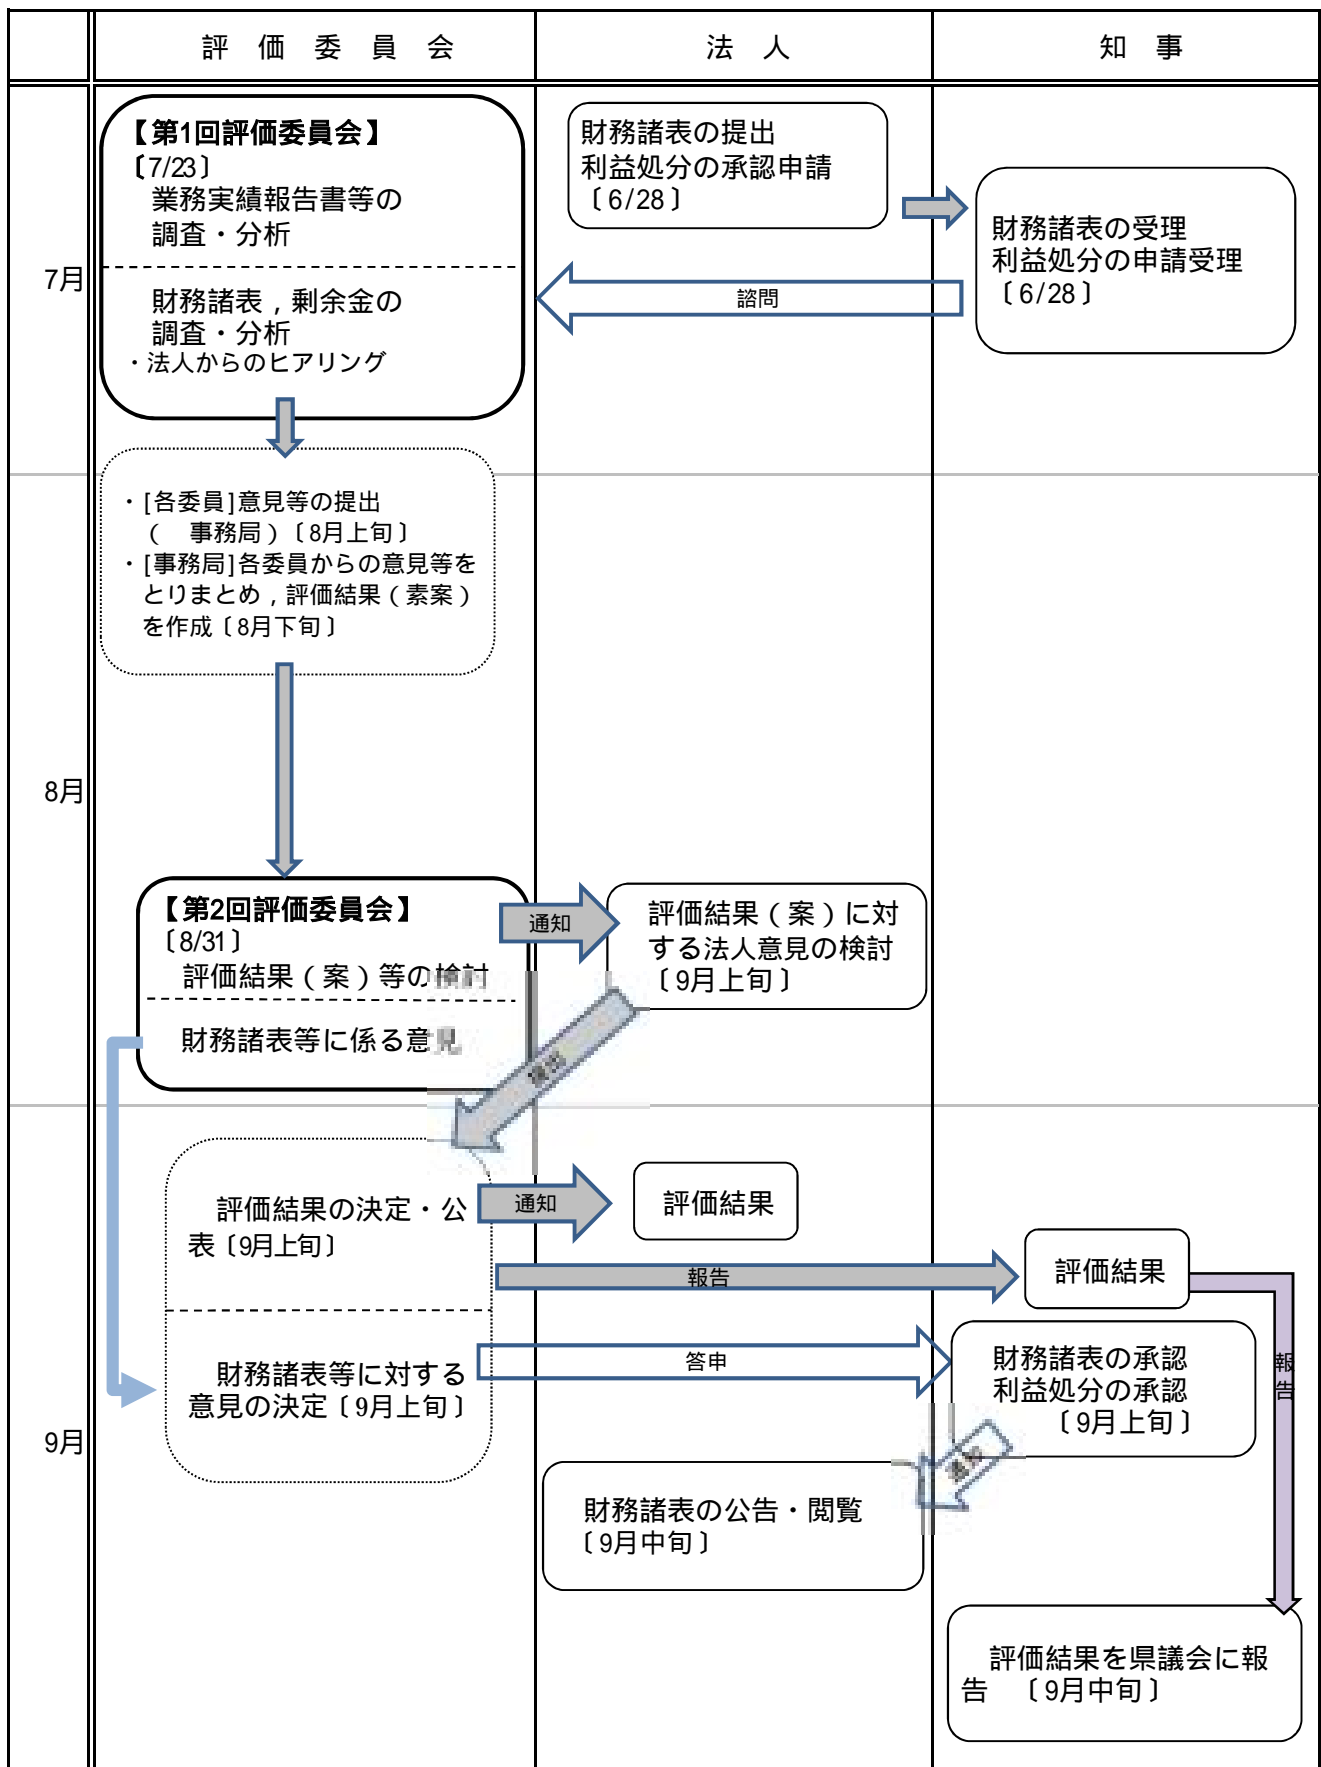 評 価 委 員 会
法 人
知 事
7月
【第1回評価委員会】
〔7/23〕
業務実績報告書等の
調査・分析
財務諸表，剰余金の
調査・分析
・法人からのヒアリング
財務諸表の提出
利益処分の承認申請
〔6/28〕
財務諸表の受理
利益処分の申請受理
〔6/28〕
諮問
・[各委員]意見等の提出
（　事務局）〔8月上旬〕
・[事務局]各委員からの意見等を
とりまとめ，評価結果（素案）
を作成〔8月下旬〕
8月
【第2回評価委員会】
〔8/31〕
評価結果（案）等の検討
財務諸表等に係る意見
通知
評価結果（案）に対
する法人意見の検討
〔9月上旬〕
9月
評価結果の決定・公
表〔9月上旬〕
通知
評価結果
報告
評価結果
財務諸表等に対する
意見の決定〔9月上旬〕
答申
財務諸表の承認
利益処分の承認
〔9月上旬〕
報
告
通知
財務諸表の公告・閲覧
〔9月中旬〕
評価結果を県議会に報
告　〔9月中旬〕